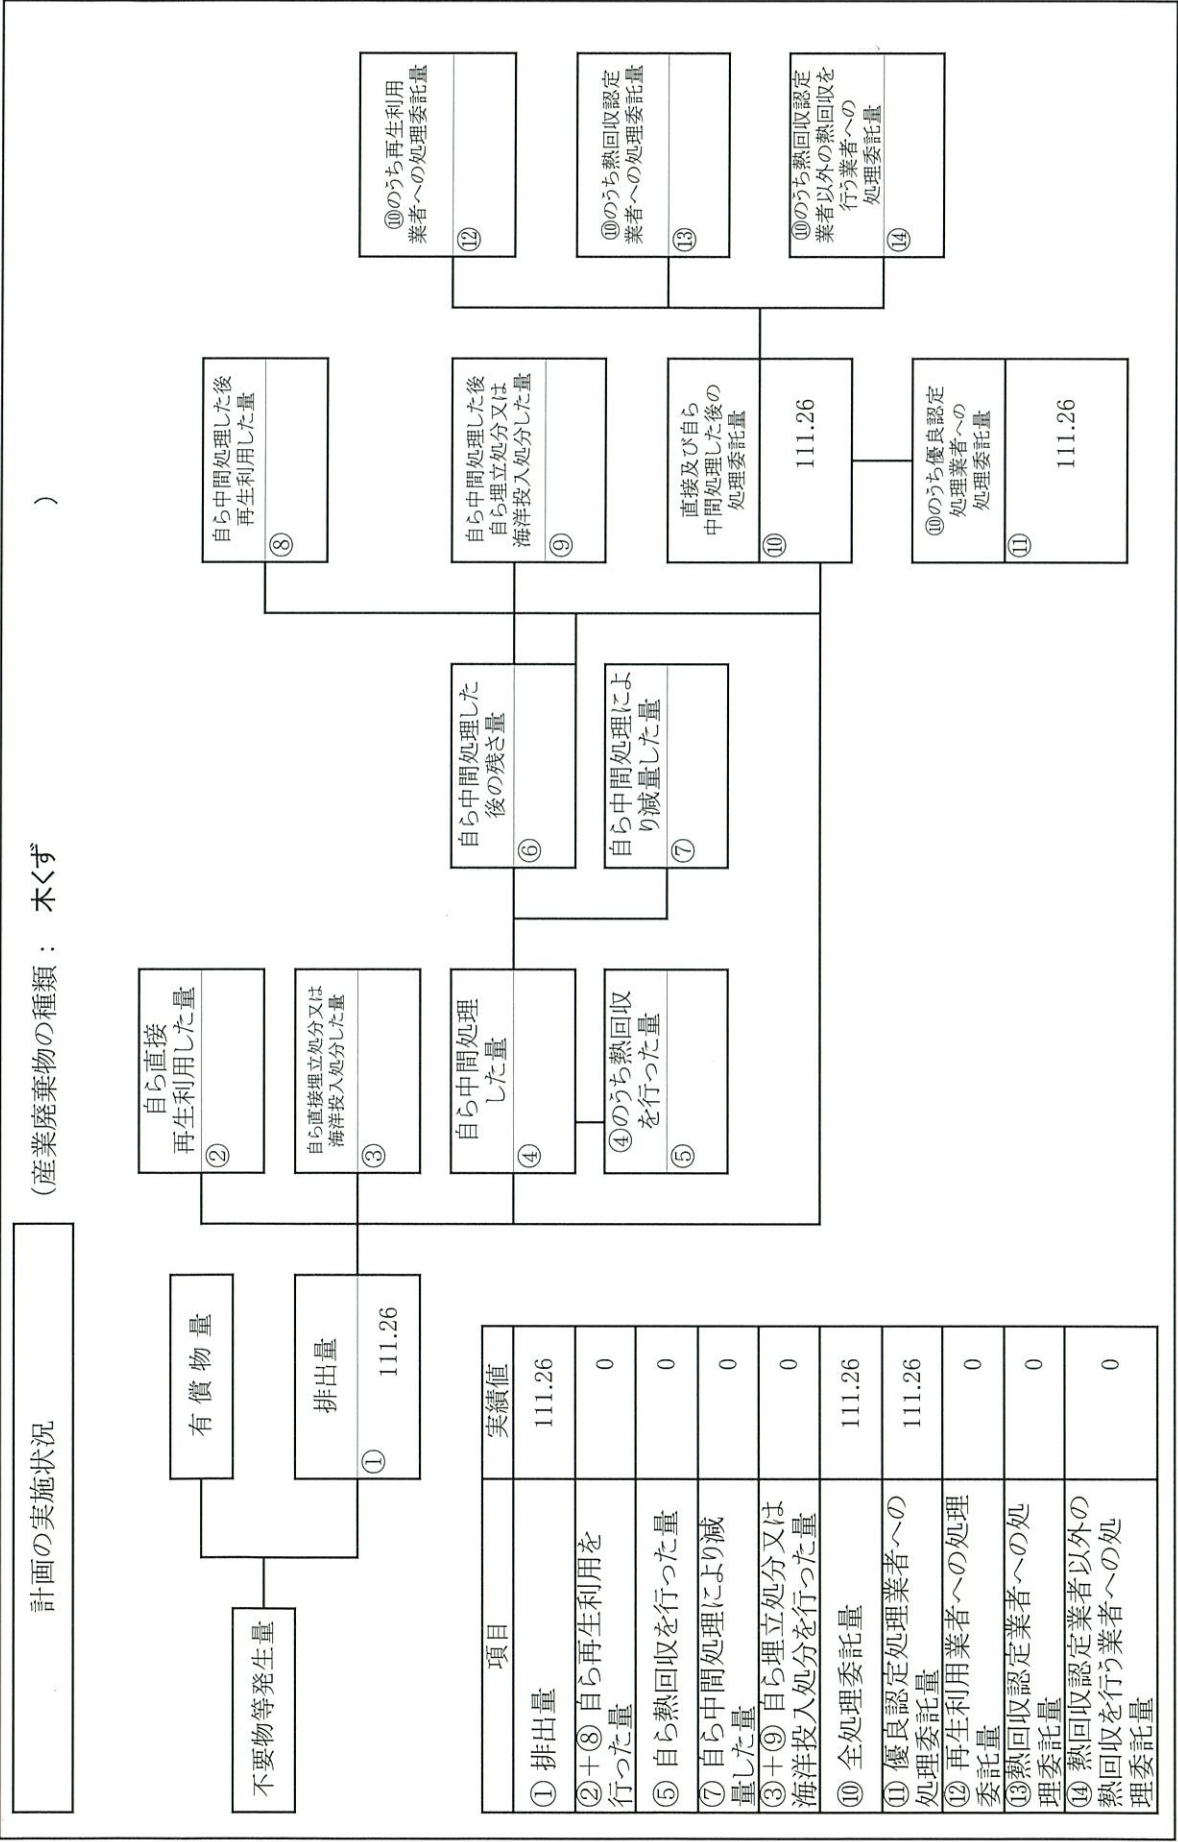 計画の実施状況
(産業廃棄物の種類： 木くず )
不要物等発生量
有償物量
排出量
① 111.26
自ら直接
再生利用した量
②
自ら直接埋立処分又は
海洋投入処分した量
③
自ら中間処理
した量
④
④のうち熱回収
を行った量
⑤
自ら中間処理した
後の残さ量
⑥
自ら中間処理によ
り減量した量
⑦
自ら中間処理した後
再生利用した量
⑧
自ら中間処理した後
自ら埋立処分又は
海洋投入処分した量
⑨
直接及び自ら
中間処理した後の
処理委託量
⑩ 111.26
⑩のうち優良認定
処理業者への
処理委託量
⑪ 111.26
⑩のうち再生利用
業者への処理委託量
⑫
⑩のうち熱回収認定
業者への処理委託量
⑬
⑩のうち熱回収認定
業者以外の熱回収を
行う業者への
処理委託量
⑭
項目 実績値
① 排出量 111.26
②＋⑧ 自ら再生利用を
行った量 0
⑤ 自ら熱回収を行った量 0
⑦ 自ら中間処理により減
量した量 0
③＋⑨ 自ら埋立処分又は
海洋投入処分を行った量 0
⑩ 全処理委託量 111.26
⑪ 優良認定処理業者への
処理委託量 111.26
⑫ 再生利用業者への処理
委託量 0
⑬熱回収認定業者への処
理委託量 0
⑭ 熱回収認定業者以外の
熱回収を行う業者への処
理委託量 0